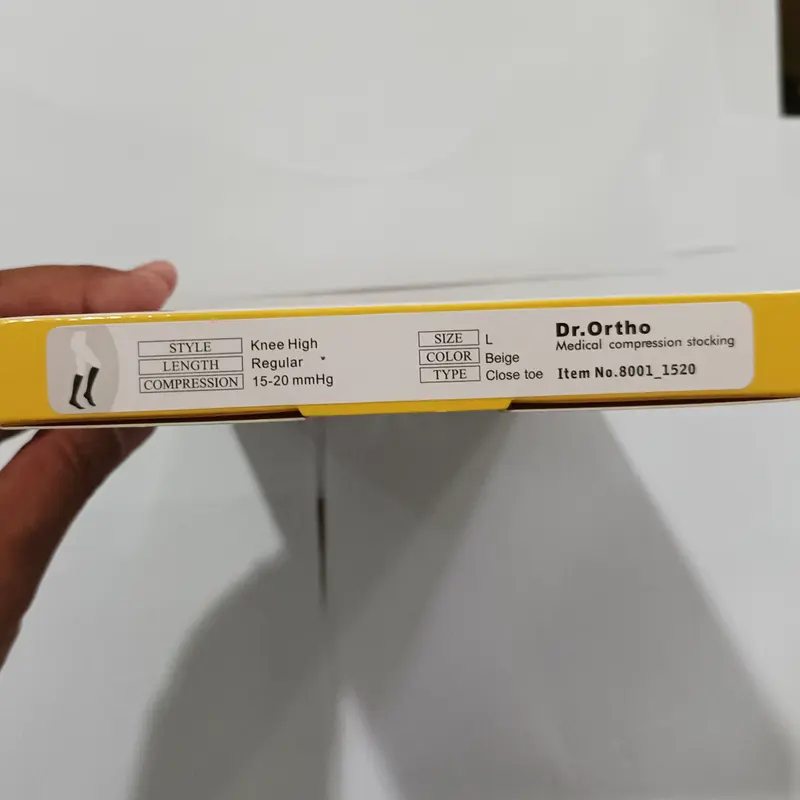 STYLE Knee High
LENGTH Regular
COMPRESSION 15-20 mmHg
SIZE L
COLOR Beige
TYPE Close toe
Dr.Ortho
Medical compression stocking
Item No.8001_1520